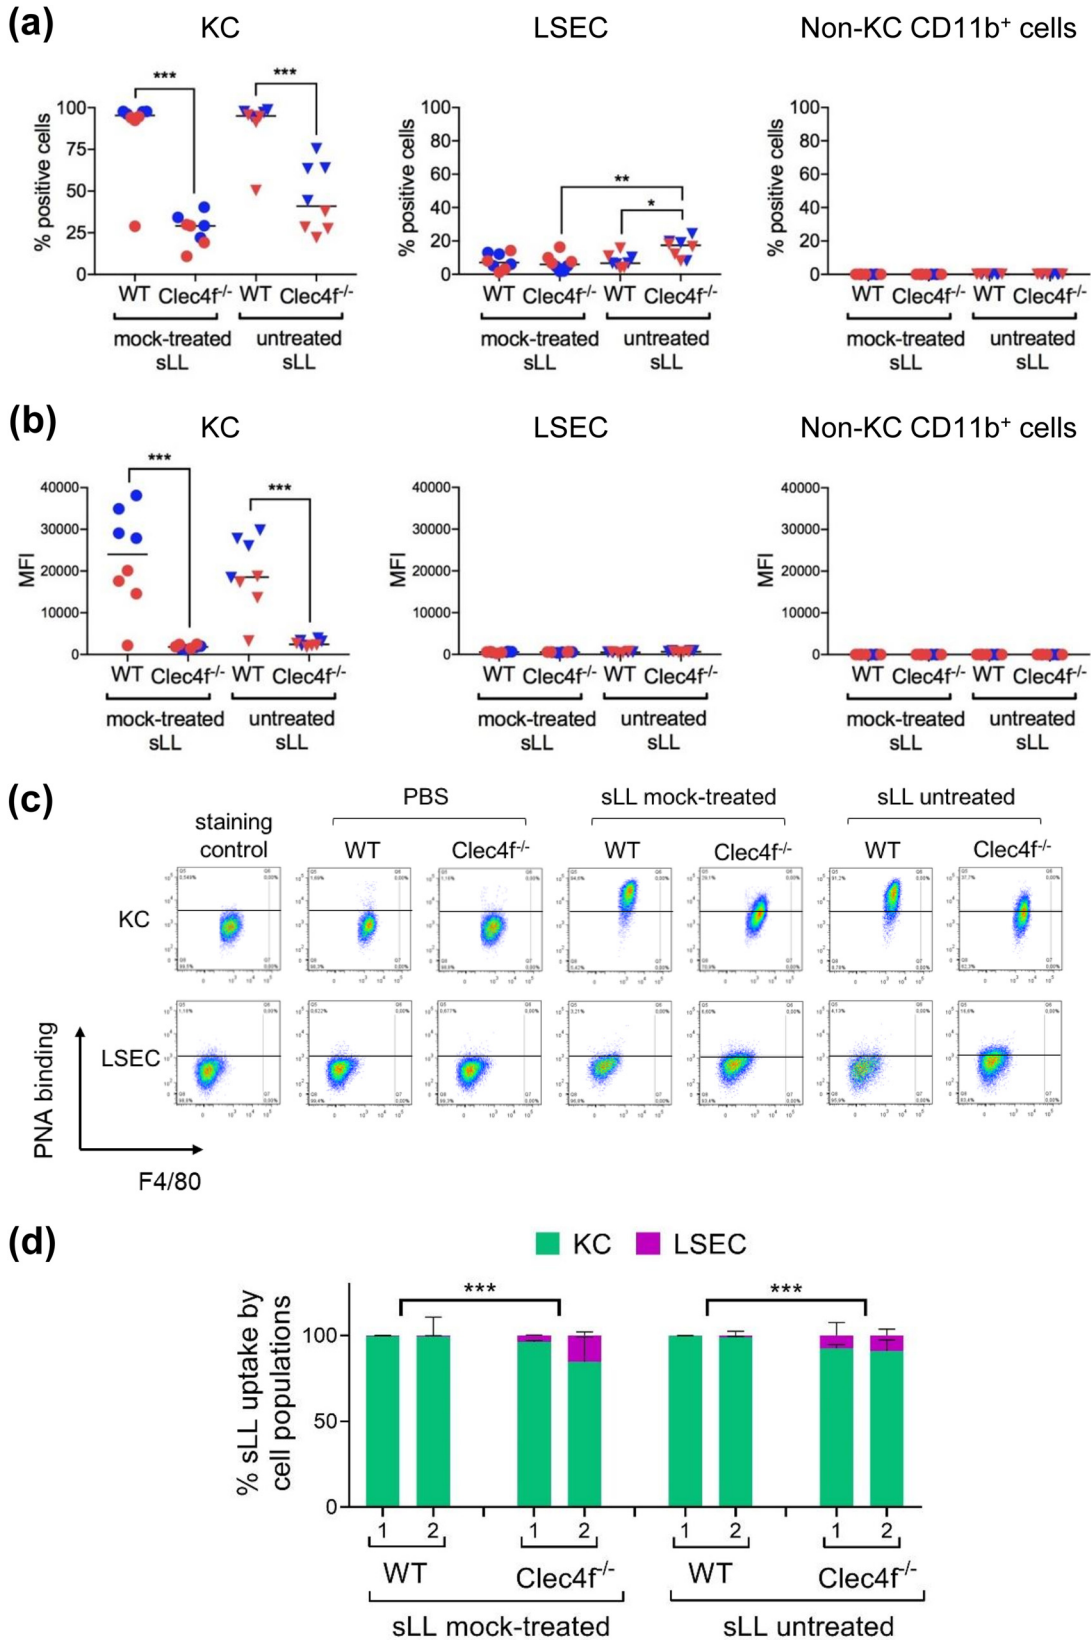 (a)
KC
LSEC
Non-KC CD11b+ cells
% positive cells
100
75
50
25
0
***
***
WT Clec4f-/- WT Clec4f-/-
mock-treated sLL
untreated sLL
% positive cells
100
80
60
40
20
0
**
*
WT Clec4f-/- WT Clec4f-/-
mock-treated sLL
untreated sLL
% positive cells
100
80
60
40
20
0
WT Clec4f-/- WT Clec4f-/-
mock-treated sLL
untreated sLL
(b)
KC
LSEC
Non-KC CD11b+ cells
MFI
40000
30000
20000
10000
0
***
***
WT Clec4f-/- WT Clec4f-/-
mock-treated sLL
untreated sLL
MFI
40000
30000
20000
10000
0
WT Clec4f-/- WT Clec4f-/-
mock-treated sLL
untreated sLL
MFI
40000
30000
20000
10000
0
WT Clec4f-/- WT Clec4f-/-
mock-treated sLL
untreated sLL
(c)
PBS
sLL mock-treated
sLL untreated
staining
control
WT
Clec4f-/-
WT
Clec4f-/-
WT
Clec4f-/-
KC
LSEC
PNA binding
F4/80
(d)
KC
LSEC
% sLL uptake by
cell populations
100
50
0
***
***
1 2 1 2 1 2 1 2
WT Clec4f-/- WT Clec4f-/-
sLL mock-treated
sLL untreated